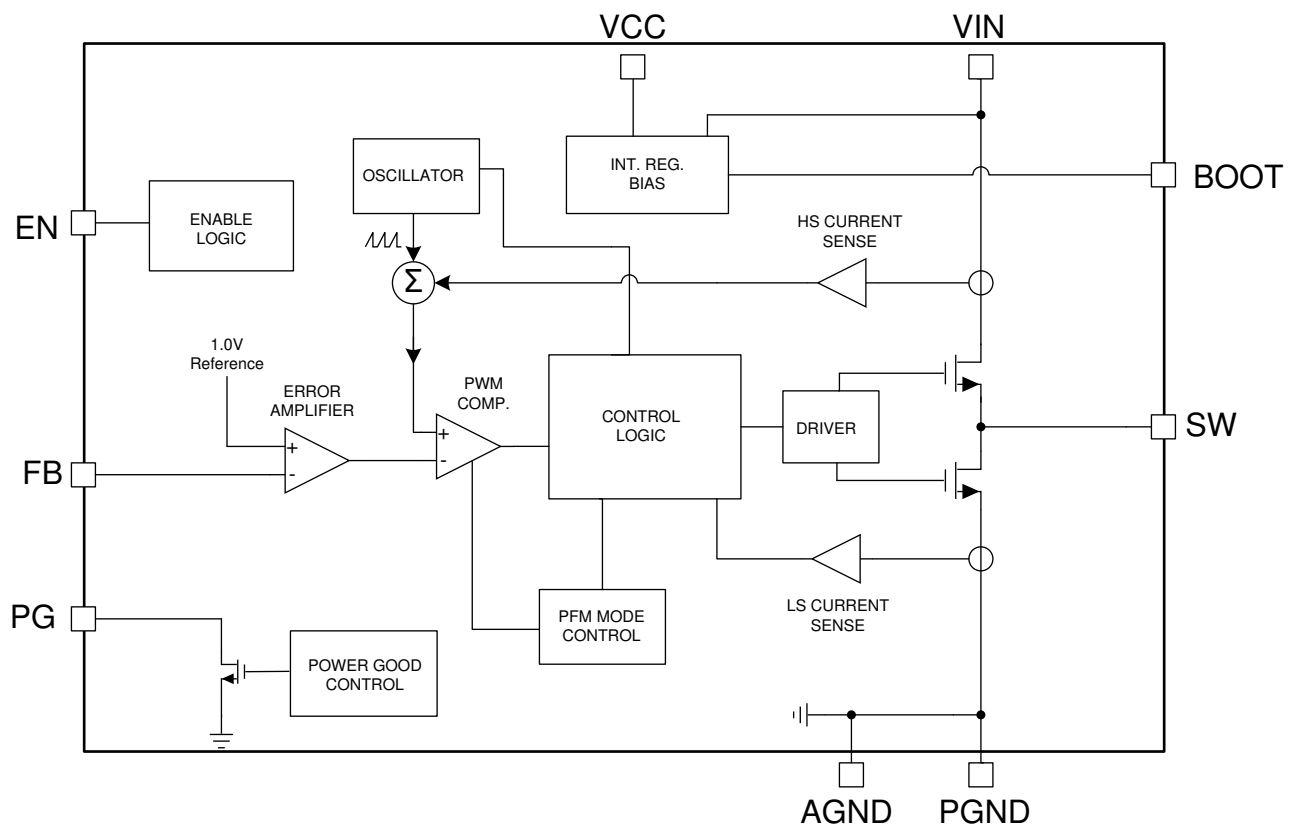 VCC
VIN
OSCILLATOR
INT. REG.
BIAS
BOOT
EN
ENABLE
LOGIC
HS CURRENT
SENSE
Σ
1.0V
Reference
ERROR
AMPLIFIER
PWM
COMP.
+
-
+
-
CONTROL
LOGIC
DRIVER
SW
FB
PG
PFM MODE
CONTROL
LS CURRENT
SENSE
POWER GOOD
CONTROL
AGND
PGND